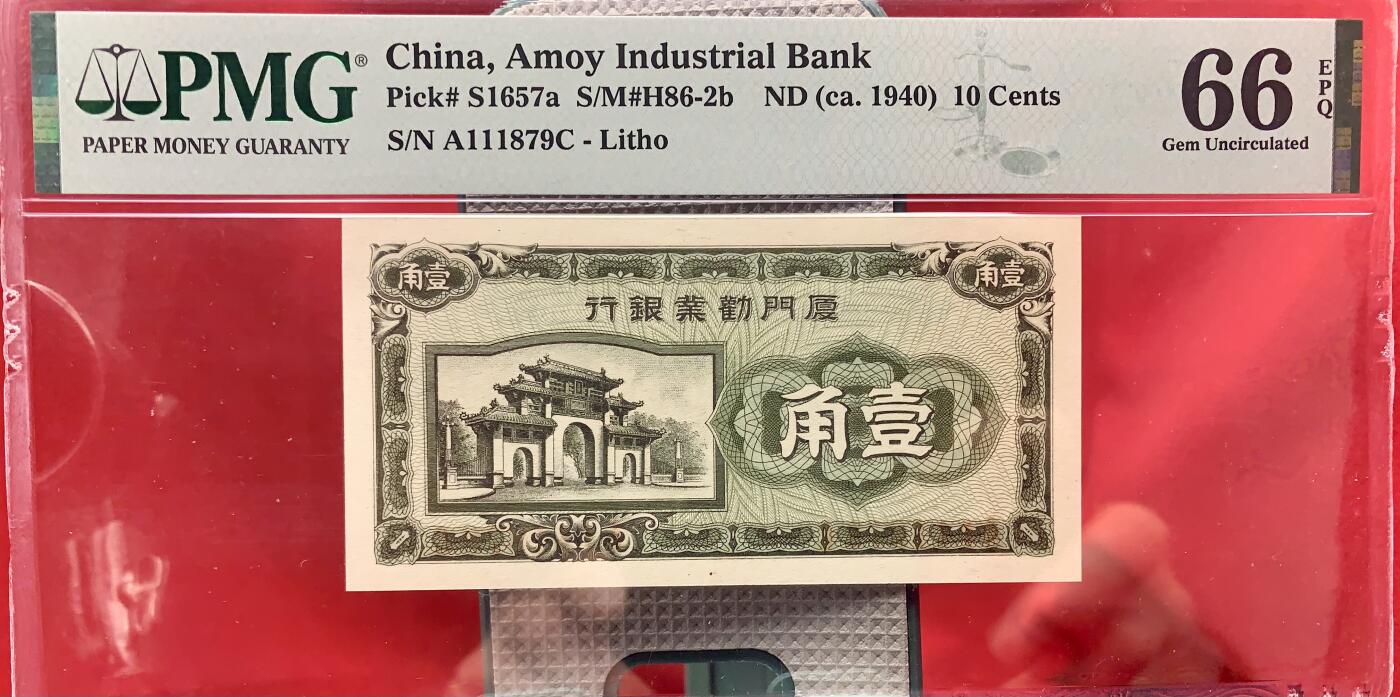 PMG®
PAPER MONEY GUARANTY
China, Amoy Industrial Bank
Pick# S1657a S/M#H86-2b ND (ca. 1940) 10 Cents
S/N A111879C - Litho
66
EPQ
Gem Uncirculated
角壹
角壹
行銀業勸門厦
角壹